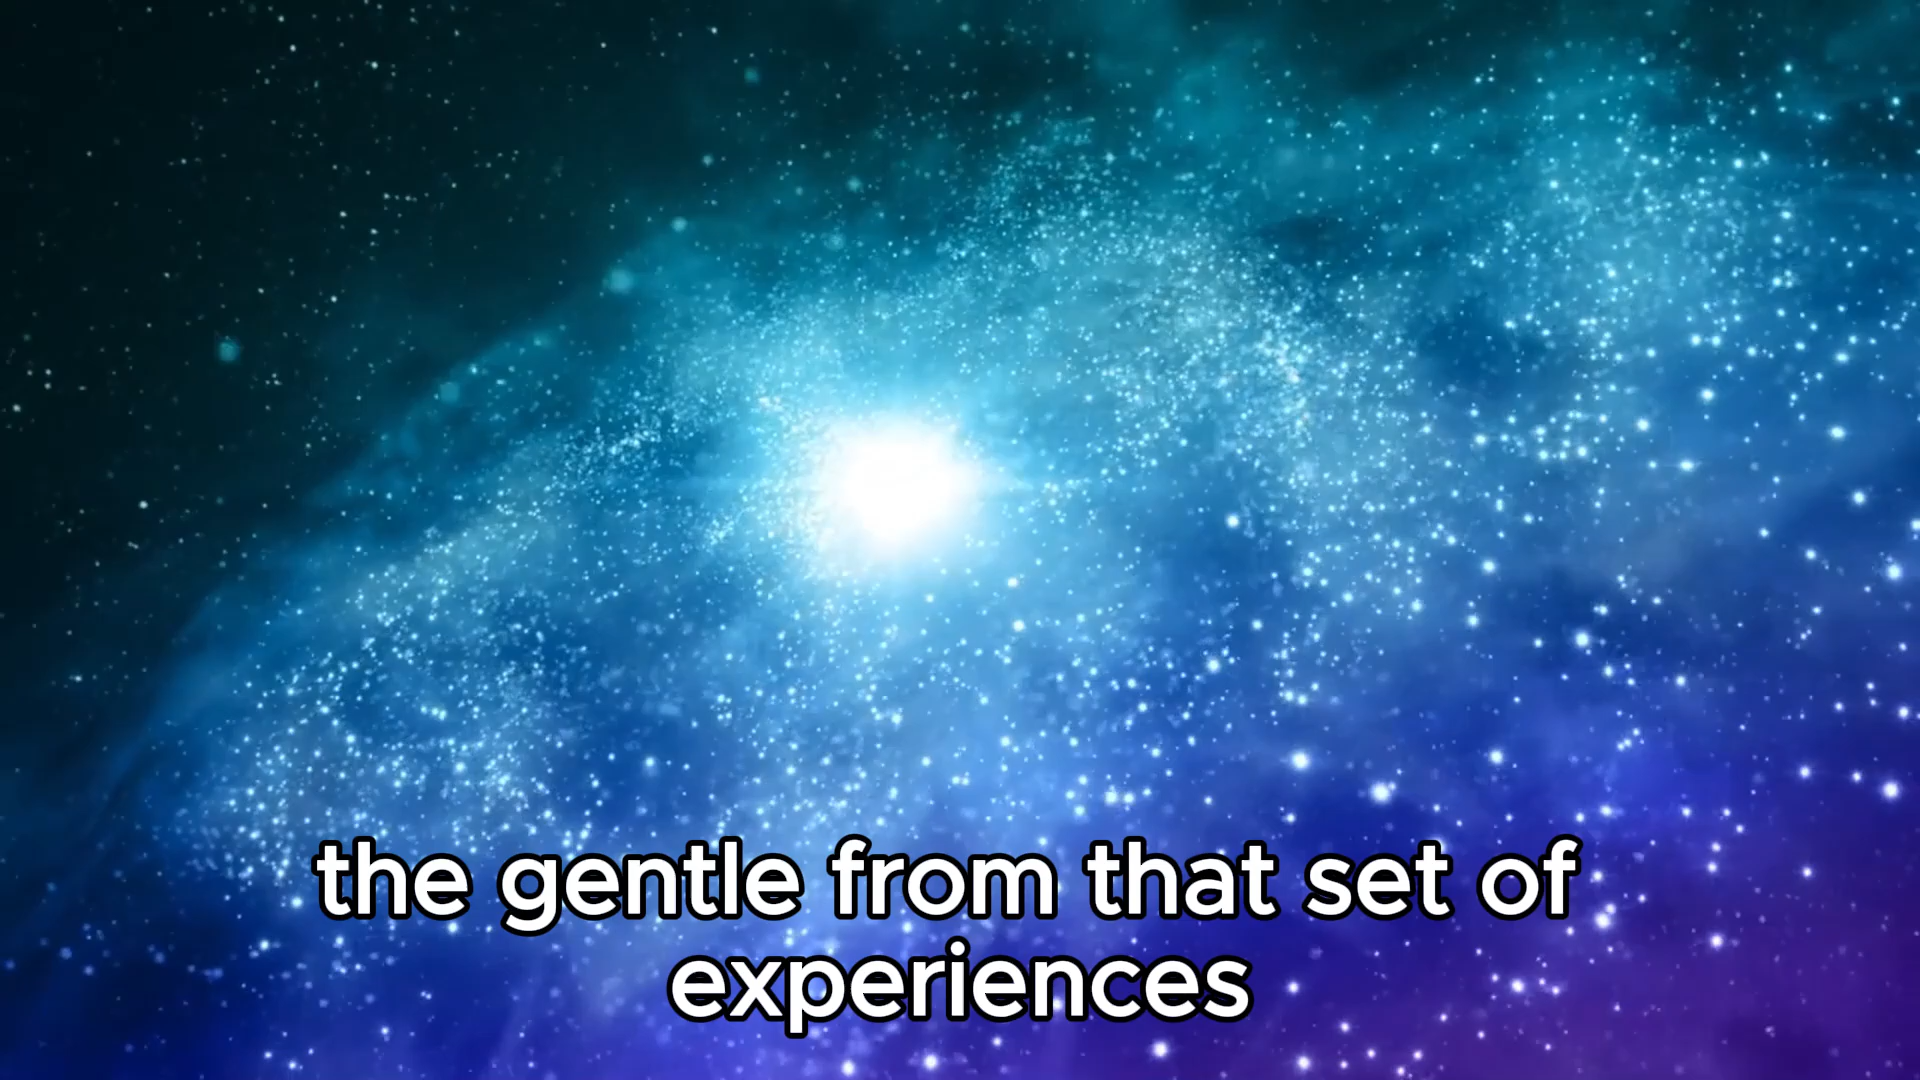 the gentle from that set of
experiences